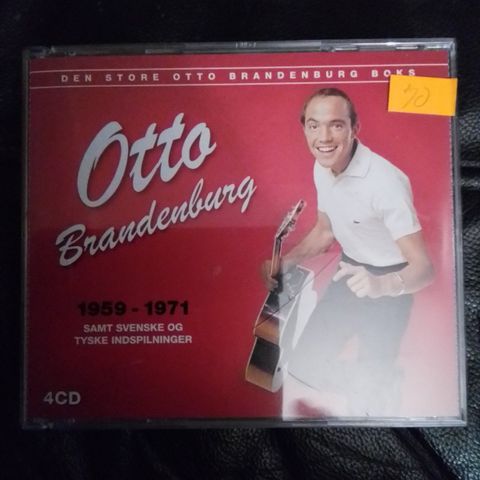 DEN STORE OTTO BRANDENBURG BOKS
Otto
Brandenburg
1959 - 1971
SAMT SVENSKE OG
TYSKE INDSPILNINGER
4CD